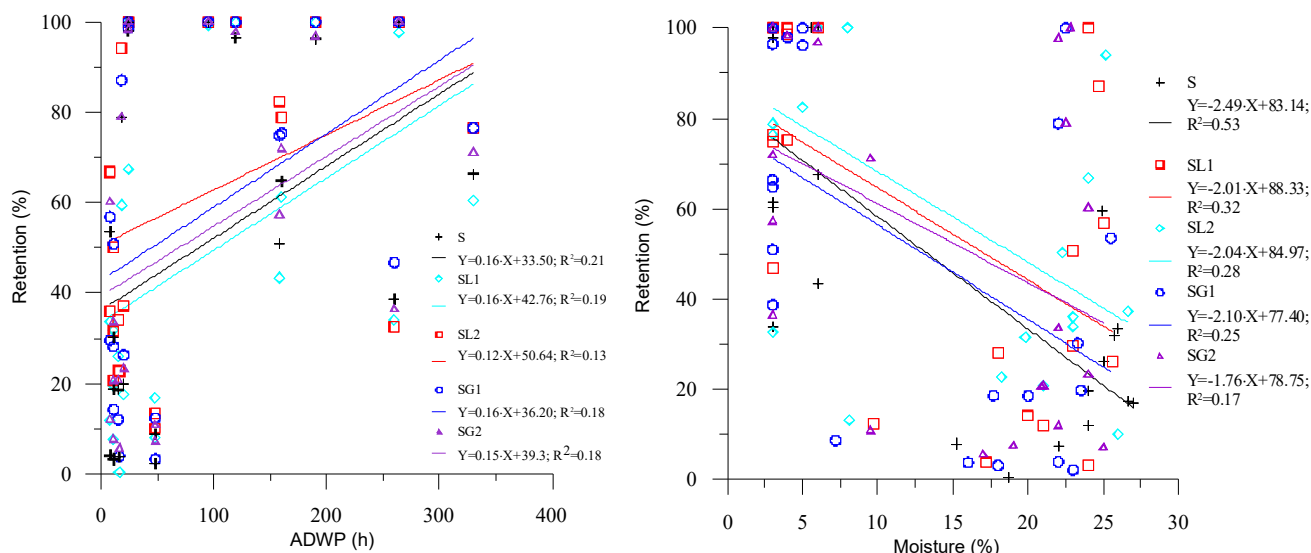 100
80
60
40
20
0
Retention (%)
0
100
200
300
400
ADWP (h)
S
Y=0.16·X+33.50; R²=0.21
SL1
Y=0.16·X+42.76; R²=0.19
SL2
Y=0.12·X+50.64; R²=0.13
SG1
Y=0.16·X+36.20; R²=0.18
SG2
Y=0.15·X+39.3; R²=0.18
100
80
60
40
20
0
Retention (%)
0
5
10
15
20
25
30
Moisture (%)
S
Y=-2.49·X+83.14;
R²=0.53
SL1
Y=-2.01·X+88.33;
R²=0.32
SL2
Y=-2.04·X+84.97;
R²=0.28
SG1
Y=-2.10·X+77.40;
R²=0.25
SG2
Y=-1.76·X+78.75;
R²=0.17